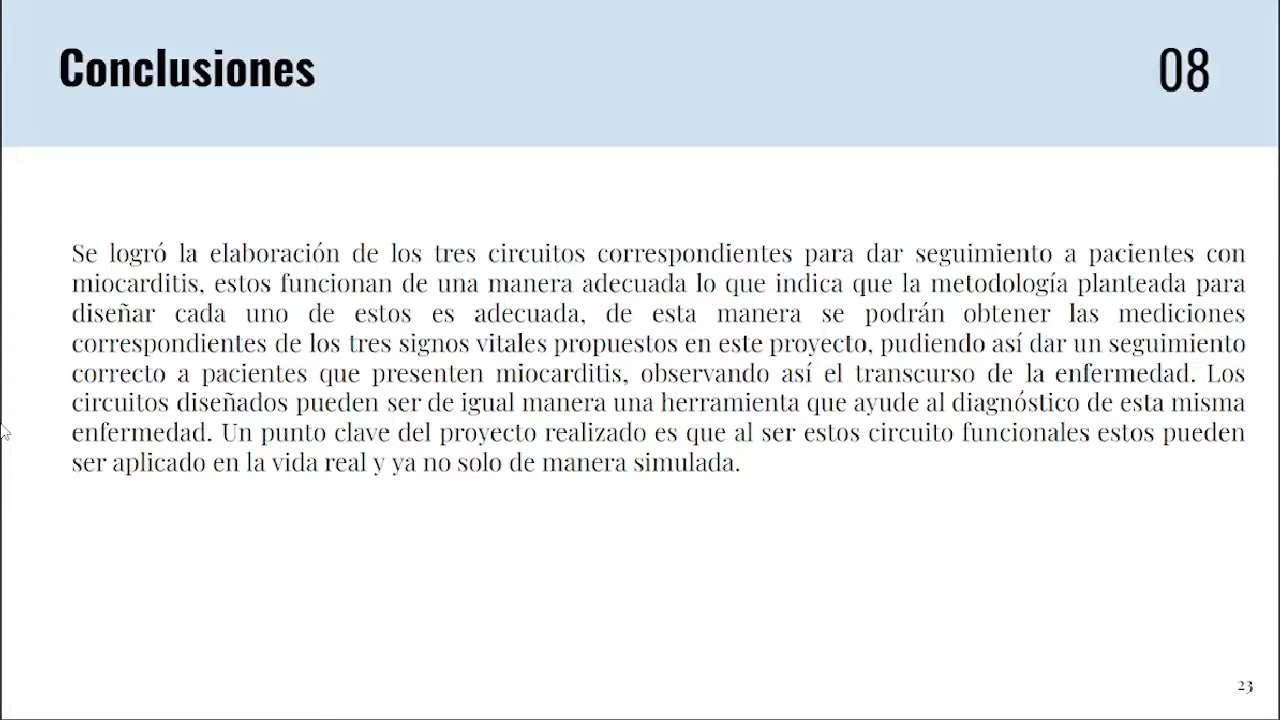 Conclusiones
08
Se logró la elaboración de los tres circuitos correspondientes para dar seguimiento a pacientes con
miocarditis, estos funcionan de una manera adecuada lo que indica que la metodología planteada para
diseñar cada uno de estos es adecuada, de esta manera se podrán obtener las mediciones
correspondientes de los tres signos vitales propuestos en este proyecto, pudiendo así dar un seguimiento
correcto a pacientes que presenten miocarditis, observando así el transcurso de la enfermedad. Los
circuitos diseñados pueden ser de igual manera una herramienta que ayude al diagnóstico de esta misma
enfermedad. Un punto clave del proyecto realizado es que al ser estos circuito funcionales estos pueden
ser aplicado en la vida real y ya no solo de manera simulada.
23